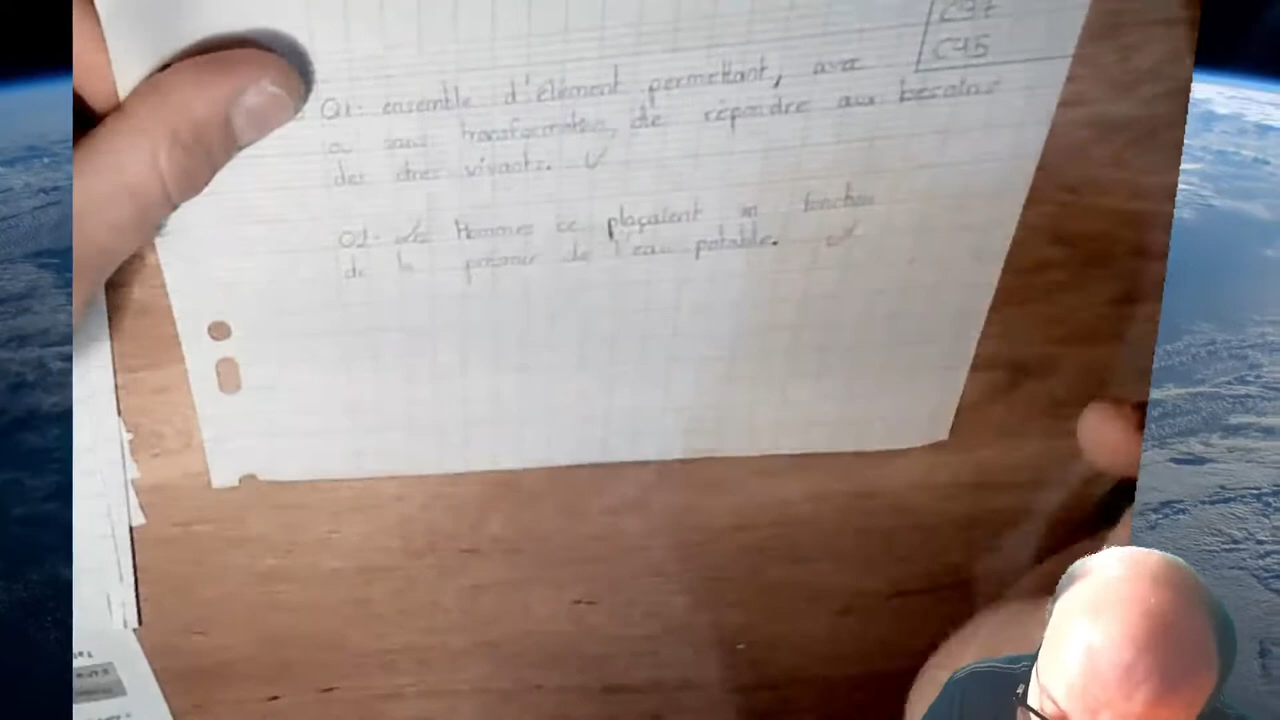 C45
Q1- ensemble d'élément permettant, avec
ou sans transformation, de répondre aux besoins
des êtres vivants.
Q2- Les Hommes ce plaçaient en fonction
de la présence de l'eau potable.